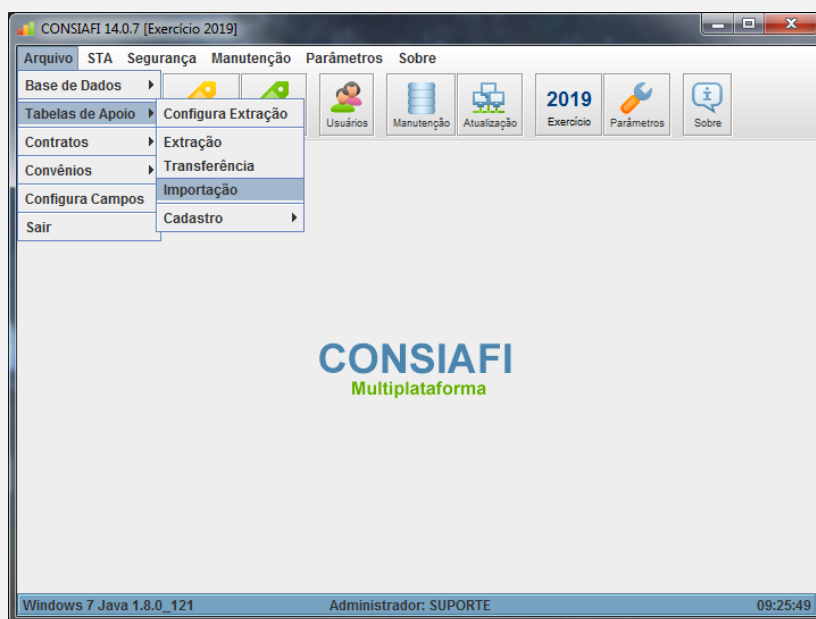 CONSIAFI 14.0.7 [Exercício 2019]
Arquivo STA Segurança Manutenção Parâmetros Sobre
Base de Dados
Tabelas de Apoio
Contratos
Convênios
Configura Campos
Sair
Configura Extração
Extração
Transferência
Importação
Cadastro
Usuários
Manutenção
Atualização
2019
Exercício
Parâmetros
Sobre
CONSIAFI
Multiplataforma
Windows 7 Java 1.8.0_121 Administrador: SUPORTE 09:25:49